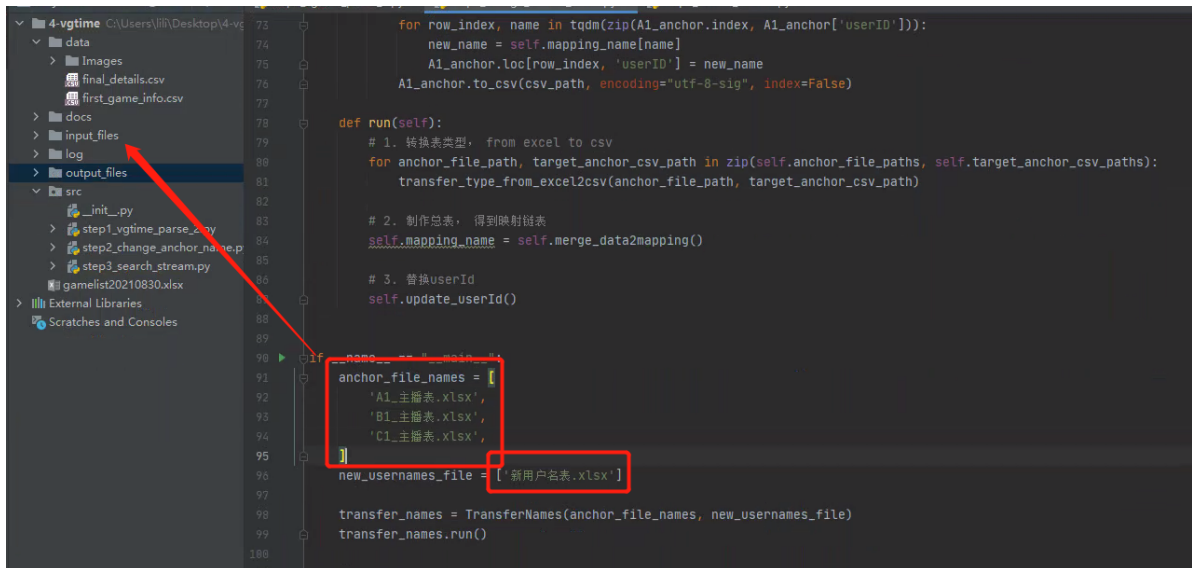 4-vgtime C:\Users\lili\Desktop\4-vg
data
Images
final_details.csv
first_game_info.csv
docs
input_files
log
output_files
src
__init__.py
step1_vgtime_parse_2.py
step2_change_anchor_name.p
step3_search_stream.py
gamelist20210830.xlsx
External Libraries
Scratches and Consoles
73 for row_index, name in tqdm(zip(A1_anchor.index, A1_anchor['userID'])):
74 new_name = self.mapping_name[name]
75 A1_anchor.loc[row_index, 'userID'] = new_name
76 A1_anchor.to_csv(csv_path, encoding="utf-8-sig", index=False)
77
78 def run(self):
79 # 1. 转换表类型, from excel to csv
80 for anchor_file_path, target_anchor_csv_path in zip(self.anchor_file_paths, self.target_anchor_csv_paths):
81 transfer_type_from_excel2csv(anchor_file_path, target_anchor_csv_path)
82
83 # 2. 制作总表, 得到映射链表
84 self.mapping_name = self.merge_data2mapping()
85
86 # 3. 替换userId
87 self.update_userId()
88
89
90 if __name__ == "__main__":
91 anchor_file_names = [
92 'A1_主播表.xlsx',
93 'B1_主播表.xlsx',
94 'C1_主播表.xlsx',
95 ]
96 new_usernames_file = ['新用户名表.xlsx']
97
98 transfer_names = TransferNames(anchor_file_names, new_usernames_file)
99 transfer_names.run()
100